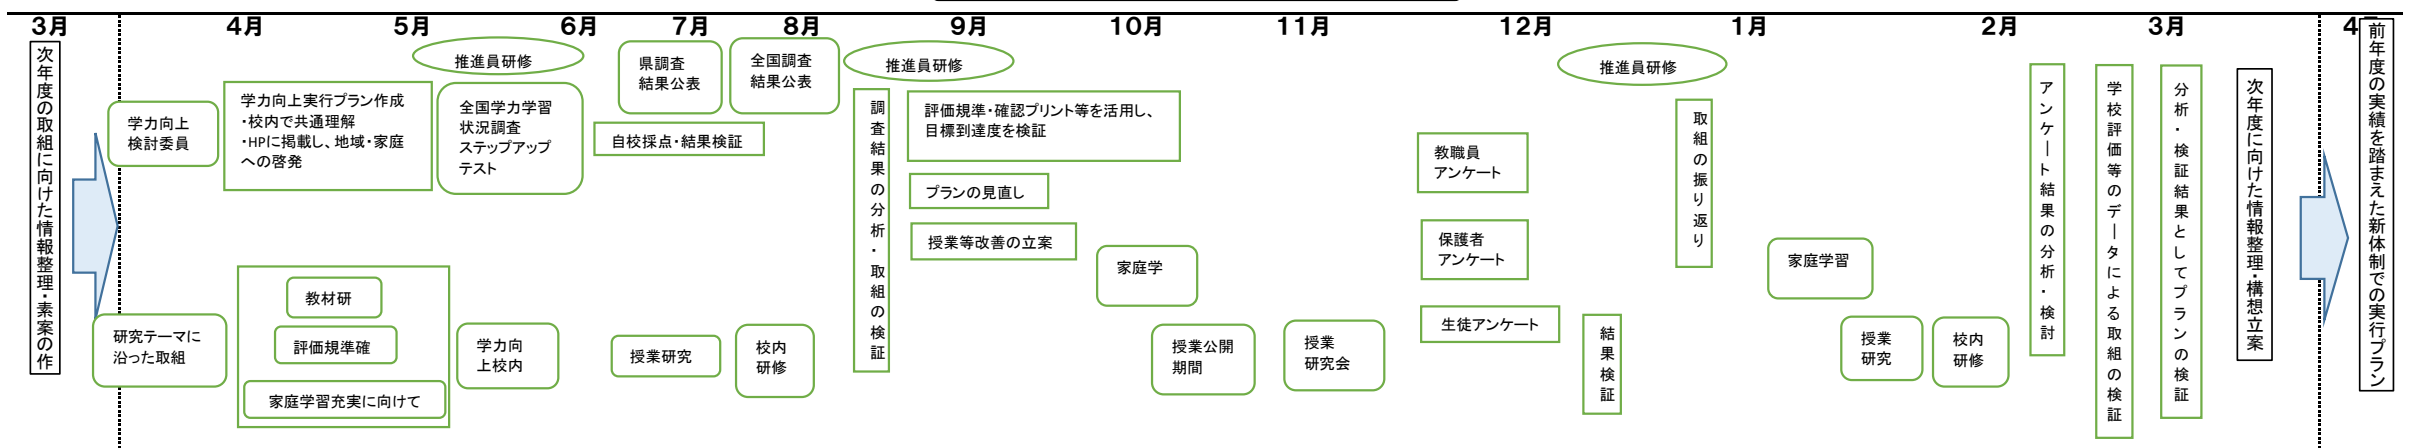 3月
4月
5月
6月
7月
8月
9月
10月
11月
12月
1月
2月
3月
4
次年度の取組に向けた情報整理・素案の作
学力向上
検討委員
研究テーマに
沿った取組
学力向上実行プラン作成
・校内で共通理解
・HPに掲載し、地域・家庭
への啓発
教材研
評価規準確
家庭学習充実に向けて
推進員研修
全国学力学習
状況調査
ステップアップ
テスト
学力向
上校内
県調査
結果公表
全国調査
結果公表
自校採点・結果検証
授業研究
校内
研修
推進員研修
調査結果の分析・取組の検証
評価規準・確認プリント等を活用し、
目標到達度を検証
プランの見直し
授業等改善の立案
家庭学
授業公開
期間
授業
研究会
教職員
アンケート
保護者
アンケート
生徒アンケート
推進員研修
結果検証
取組の振り返り
家庭学習
授業
研究
校内
研修
アンケート結果の分析・検討
学校評価等のデータによる取組の検証
分析・検証結果としてプランの検証
次年度に向けた情報整理・構想立案
前年度の実績を踏まえた新体制での実行プラン